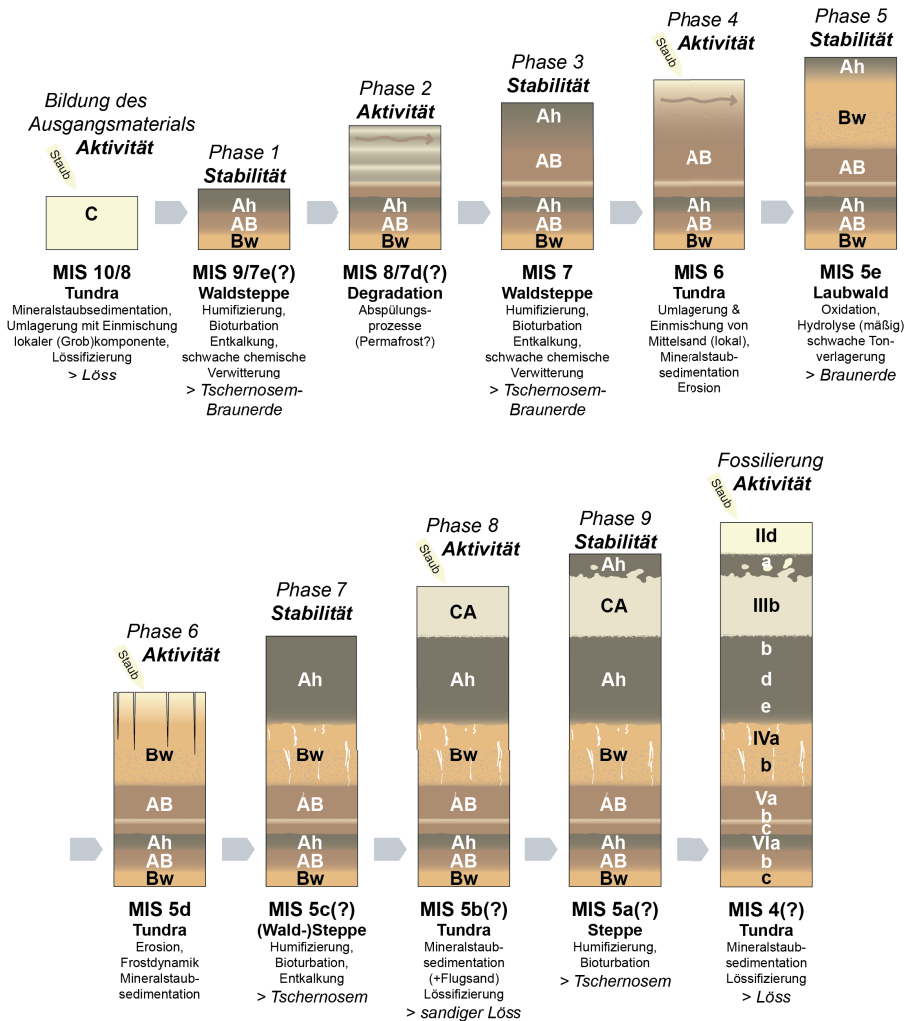 Bildung des
Ausgangsmaterials
Aktivität
Staub
C
MIS 10/8
Tundra
Mineralstaubsedimentation,
Umlagerung mit Einmischung
lokaler (Grob)komponente,
Lössifizierung
> Löss
Phase 1
Stabilität
Ah
AB
Bw
MIS 9/7e(?)
Waldsteppe
Humifizierung,
Bioturbation
Entkalkung,
schwache chemische
Verwitterung
> Tschernosem-
Braunerde
Phase 2
Aktivität
Ah
AB
Bw
MIS 8/7d(?)
Degradation
Abspülungs-
prozesse
(Permafrost?)
Phase 3
Stabilität
Ah
AB
Ah
AB
Bw
MIS 7
Waldsteppe
Humifizierung,
Bioturbation
Entkalkung,
schwache chemische
Verwitterung
> Tschernosem-
Braunerde
Phase 4
Aktivität
Staub
AB
Ah
AB
Bw
MIS 6
Tundra
Umlagerung &
Einmischung von
Mittelsand (lokal),
Mineralstaub-
sedimentation
Erosion
Phase 5
Stabilität
Ah
Bw
AB
Ah
AB
Bw
MIS 5e
Laubwald
Oxidation,
Hydrolyse (mäßig)
schwache Ton-
verlagerung
> Braunerde
Phase 6
Aktivität
Staub
Bw
AB
Ah
AB
Bw
MIS 5d
Tundra
Erosion,
Frostdynamik
Mineralstaub-
sedimentation
Phase 7
Stabilität
Ah
Bw
AB
Ah
AB
Bw
MIS 5c(?)
(Wald-)Steppe
Humifizierung,
Bioturbation,
Entkalkung
> Tschernosem
Phase 8
Aktivität
Staub
CA
Ah
Bw
AB
Ah
AB
Bw
MIS 5b(?)
Tundra
Mineralstaub-
sedimentation
(+Flugsand)
Lössifizierung
> sandiger Löss
Phase 9
Stabilität
Ah
CA
Ah
Bw
AB
Ah
AB
Bw
MIS 5a(?)
Steppe
Humifizierung,
Bioturbation
> Tschernosem
Fossilierung
Aktivität
Staub
IId
a
IIIb
b
d
e
IVa
b
Va
b
c
VIa
b
c
MIS 4(?)
Tundra
Mineralstaub-
sedimentation
Lössifizierung
> Löss